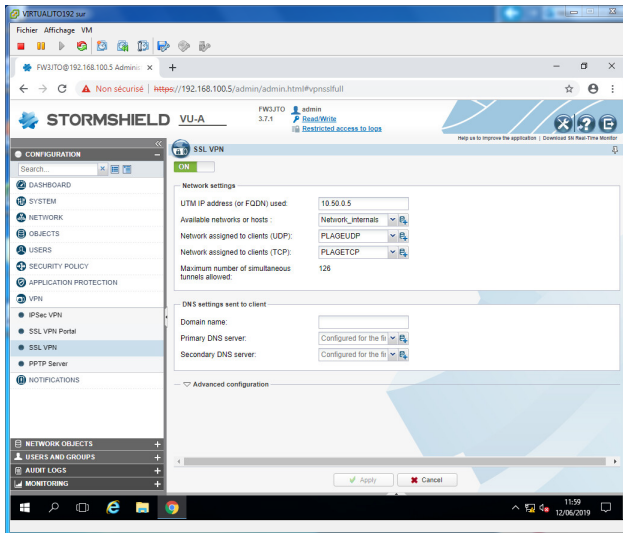 VIRTUALITO192 sur
Fichier Affichage VM
FW3JTO@192.168.100.5 Adminis
Non sécurisé | https://192.168.100.5/admin/admin.html#vpnsslfull
STORMSHIELD VU-A
FW3JTO
3.7.1
admin
Read/Write
Restricted access to logs
Help us to improve the application | Download SN Real-Time Monitor
CONFIGURATION
Search...
DASHBOARD
SYSTEM
NETWORK
OBJECTS
USERS
SECURITY POLICY
APPLICATION PROTECTION
VPN
IPSec VPN
SSL VPN Portal
SSL VPN
PPTP Server
NOTIFICATIONS
NETWORK OBJECTS
USERS AND GROUPS
AUDIT LOGS
MONITORING
SSL VPN
ON
Network settings
UTM IP address (or FQDN) used: 10.50.0.5
Available networks or hosts : Network_internals
Network assigned to clients (UDP): PLAGEUDP
Network assigned to clients (TCP): PLAGETCP
Maximum number of simultaneous 126
tunnels allowed:
DNS settings sent to client
Domain name:
Primary DNS server: Configured for the fir
Secondary DNS server: Configured for the fir
Advanced configuration
Apply
Cancel
11:59
12/06/2019